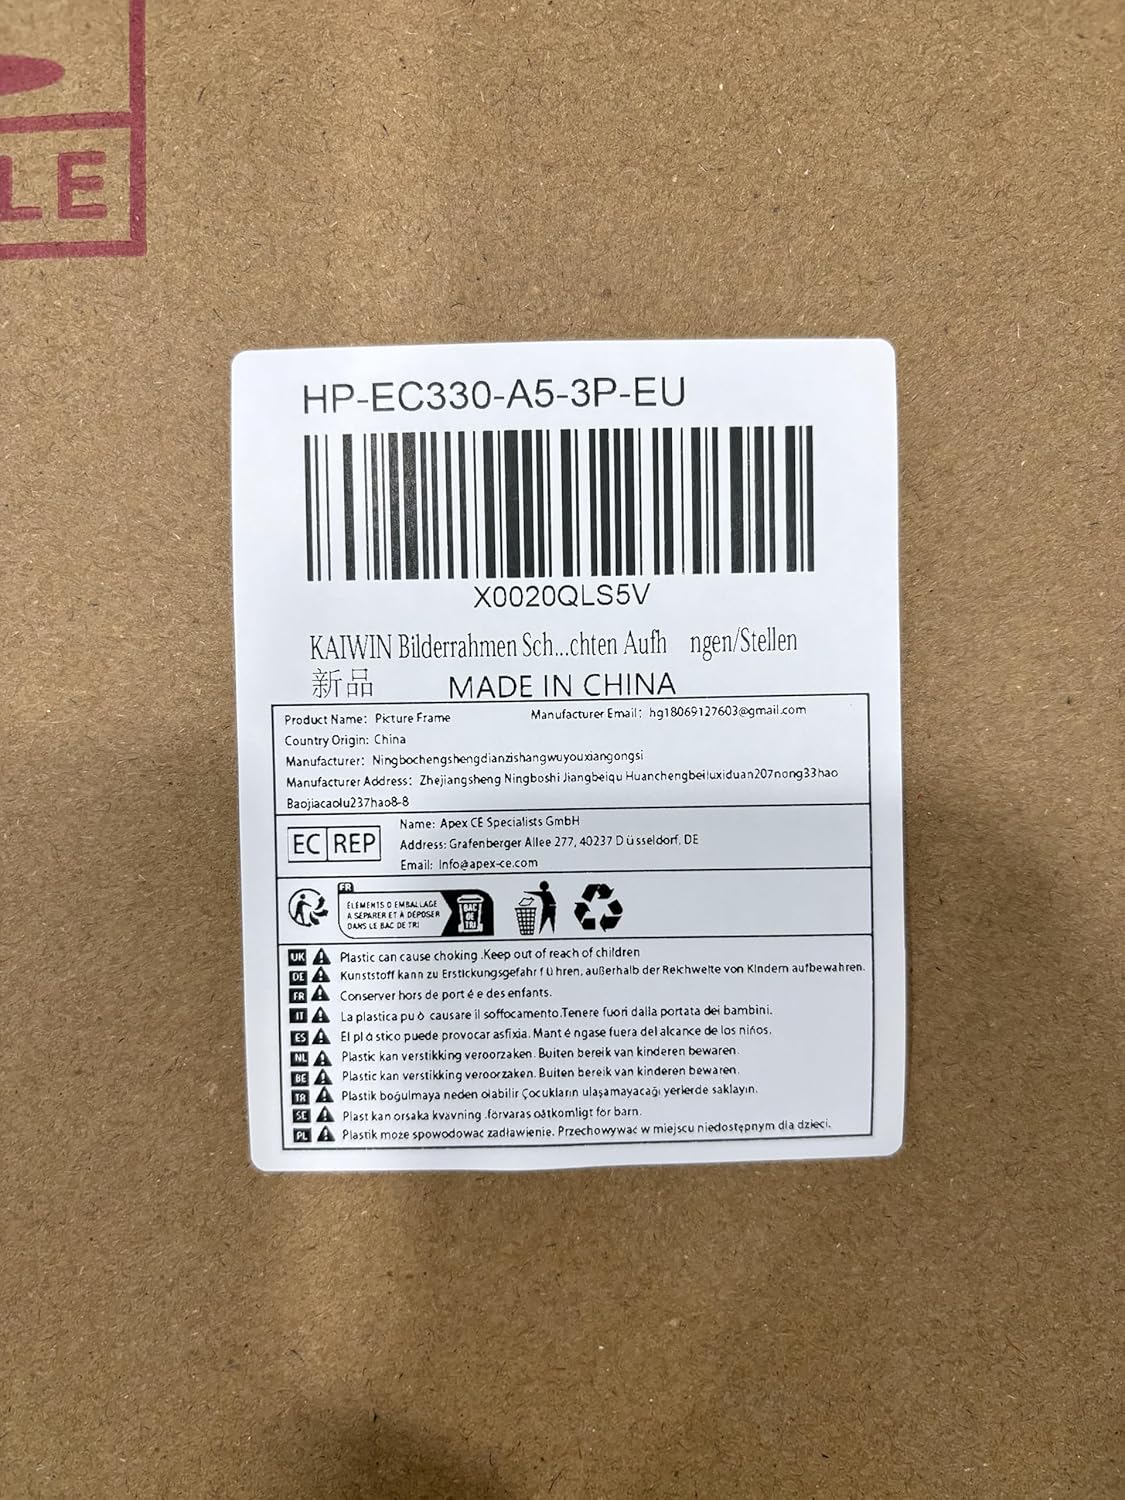 LE
HP-EC330-A5-3P-EU
X0020QLS5V
KAIWIN Bilderrahmen Sch...chten Aufh ngen/Stellen
新品 MADE IN CHINA
Product Name: Picture Frame Manufacturer Email: hg18069127603@gmail.com
Country Origin: China
Manufacturer: Ningbochengshengdianzishangwuyouxiangongsi
Manufacturer Address: Zhejiangsheng Ningboshi Jiangbeiqu Huanchengbeiluxiduan207nong33hao
Baojiacaolu237hao8-8
EC REP
Name: Apex CE Specialists GmbH
Address: Grafenberger Allee 277, 40237 D ü sseldorf, DE
Email: Info@apex-ce.com
FR
ÉLÉMENTS D EMBALLAGE
À SÉPARER ET À DÉPOSER
DANS LE BAC DE TRI
BAC
DE
TRI
UK Plastic can cause choking .Keep out of reach of children
DE Kunststoff kann zu Erstickungsgefahr f ü hren, außerhalb der Reichweite von Kindern aufbewahren.
FR Conserver hors de port é e des enfants.
IT La plastica pu ò causare il soffocamento.Tenere fuori dalla portata dei bambini.
ES El pl á stico puede provocar asfixia. Mant é ngase fuera del alcance de los niños.
NL Plastic kan verstikking veroorzaken. Buiten bereik van kinderen bewaren.
BE Plastic kan verstikking veroorzaken. Buiten bereik van kinderen bewaren.
TR Plastik boğulmaya neden olabilir Çocukların ulaşamayacağı yerlerde saklayın.
SE Plast kan orsaka kvävning .förvaras oåtkomligt för barn.
PL Plastik może spowodować zadławienie. Przechowywać w miejscu niedostępnym dla dzieci.